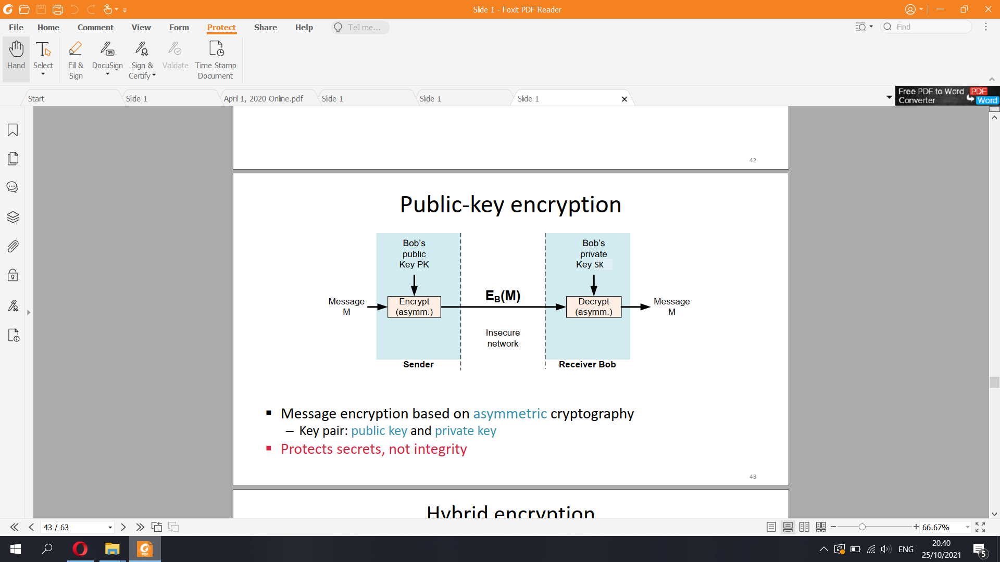 Slide 1 - Foxit PDF Reader
File Home Comment View Form Protect Share Help Tell me... Find
Hand Select Fill & Sign DocuSign Sign & Certify Validate Time Stamp Document
Start Slide 1 April 1, 2020 Online.pdf Slide 1 Slide 1 Slide 1
Free PDF to Word Converter PDF Word
42
Public-key encryption
Bob's
public
Key PK
Bob's
private
Key SK
Message
M
Encrypt
(asymm.)
EB(M)
Decrypt
(asymm.)
Message
M
Insecure
network
Sender
Receiver Bob
▪ Message encryption based on asymmetric cryptography
– Key pair: public key and private key
▪ Protects secrets, not integrity
43
Hybrid encryption
43 / 63
66.67%
ENG
20.40
25/10/2021
5